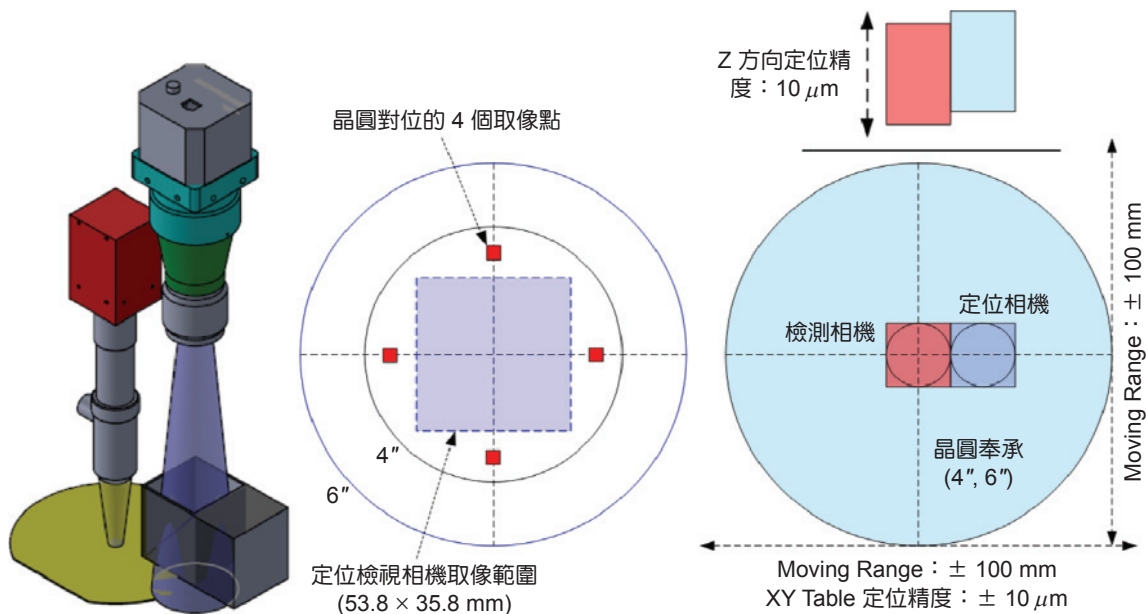 晶圓對位的 4 個取像點
4″
6″
定位檢視相機取像範圍
(53.8 × 35.8 mm)
Z 方向定位精
度：10 μm
檢測相機
定位相機
晶圓奉承
(4″, 6″)
Moving Range：± 100 mm
Moving Range：± 100 mm
XY Table 定位精度：± 10 μm